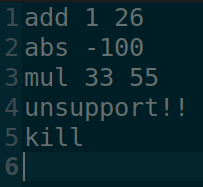 1 add 1 26
2 abs -100
3 mul 33 55
4 unsupport!!
5 kill
6